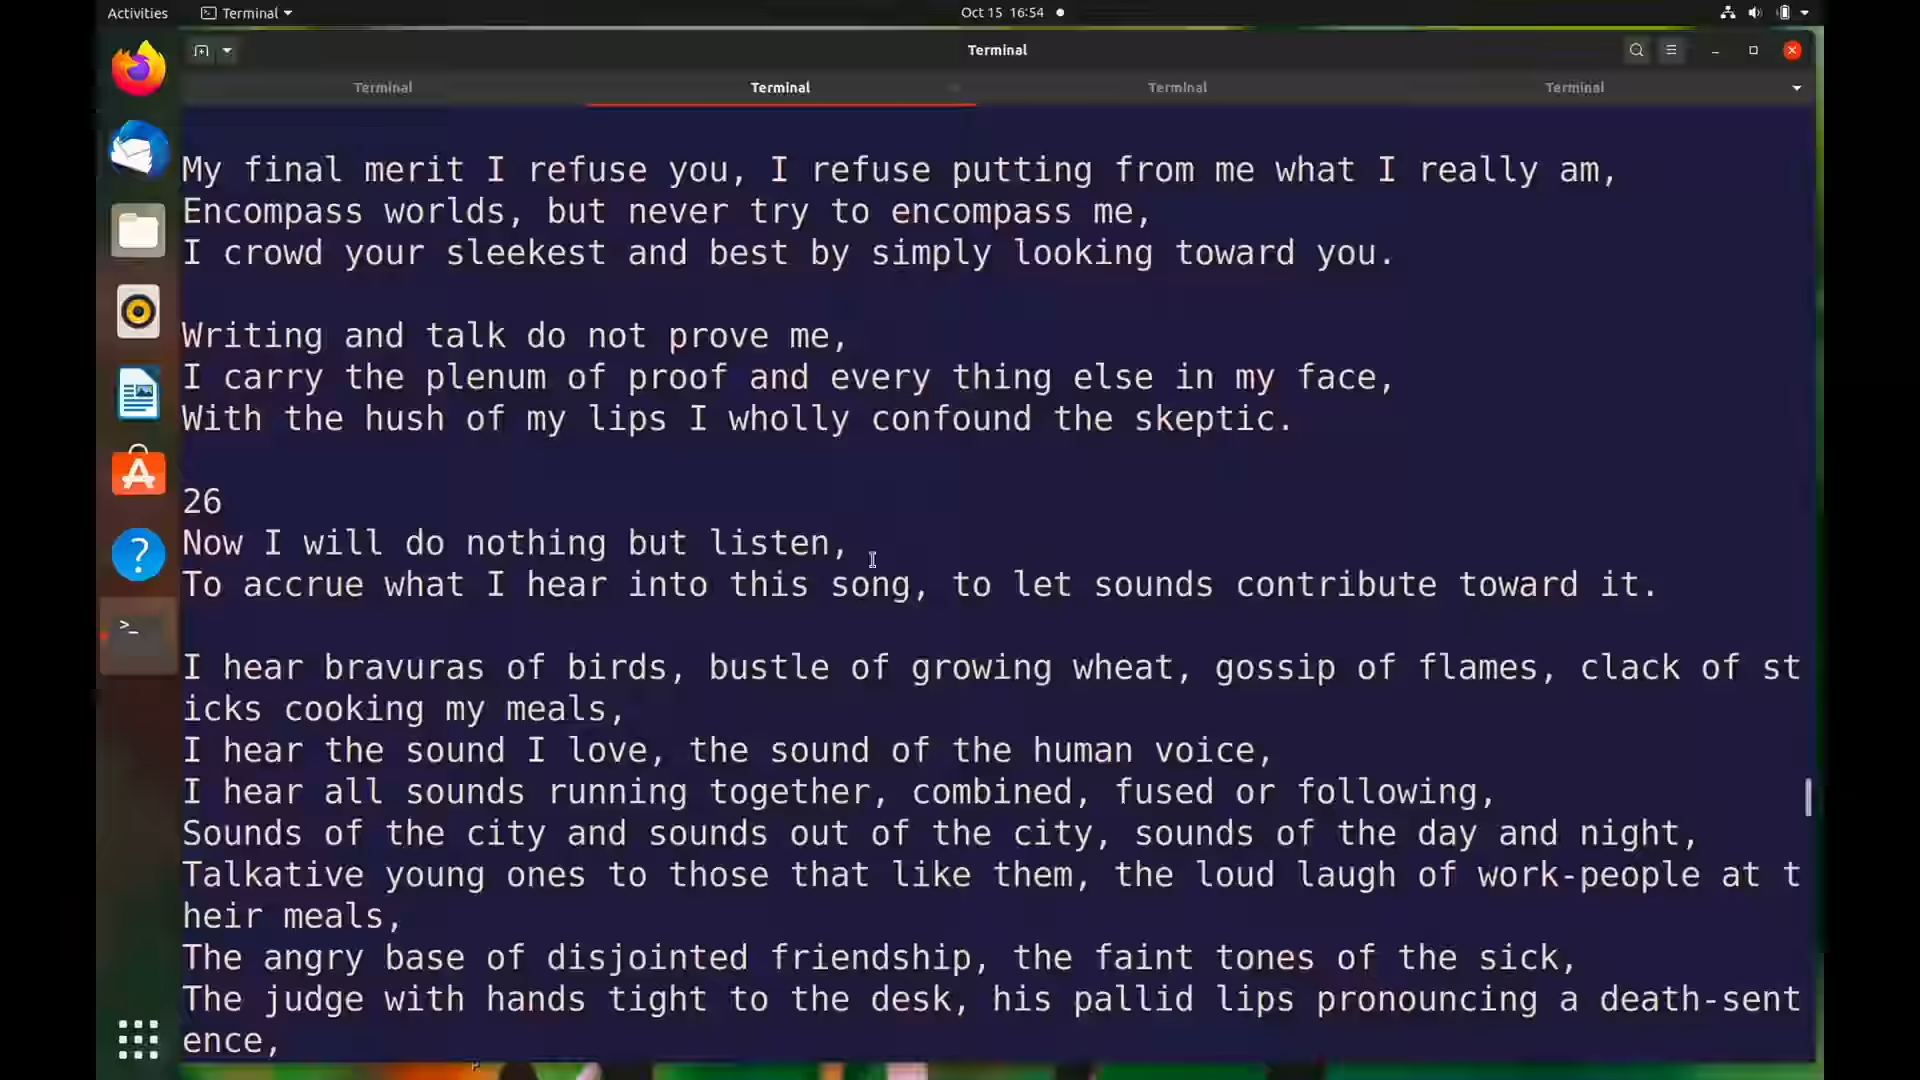 Activities
Terminal
Oct 15 16:54
Terminal
Terminal
Terminal
Terminal
Terminal
My final merit I refuse you, I refuse putting from me what I really am,
Encompass worlds, but never try to encompass me,
I crowd your sleekest and best by simply looking toward you.
Writing and talk do not prove me,
I carry the plenum of proof and every thing else in my face,
With the hush of my lips I wholly confound the skeptic.
26
Now I will do nothing but listen,
To accrue what I hear into this song, to let sounds contribute toward it.
I hear bravuras of birds, bustle of growing wheat, gossip of flames, clack of st
icks cooking my meals,
I hear the sound I love, the sound of the human voice,
I hear all sounds running together, combined, fused or following,
Sounds of the city and sounds out of the city, sounds of the day and night,
Talkative young ones to those that like them, the loud laugh of work-people at t
heir meals,
The angry base of disjointed friendship, the faint tones of the sick,
The judge with hands tight to the desk, his pallid lips pronouncing a death-sent
ence,